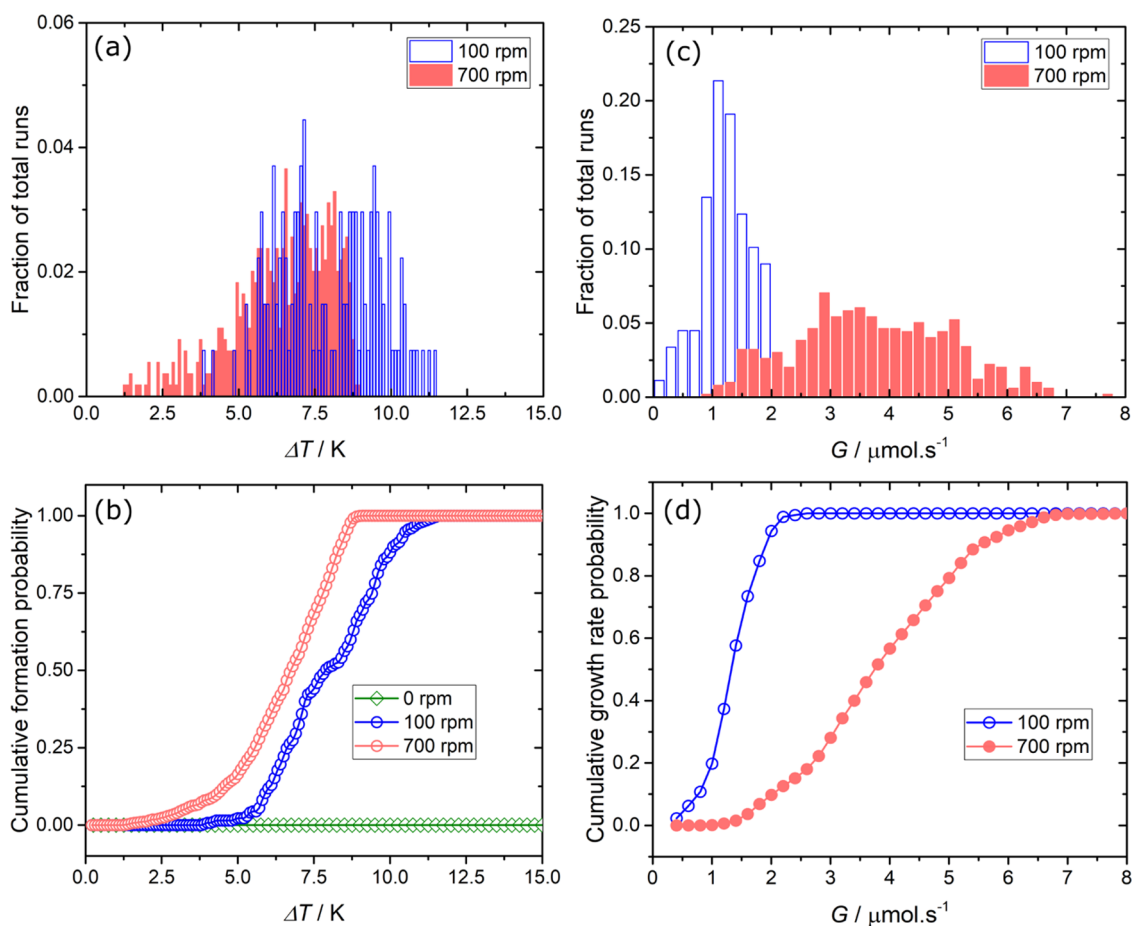 (a)
100 rpm
700 rpm
Fraction of total runs
0.06
0.04
0.02
0.00
0.0 2.5 5.0 7.5 10.0 12.5 15.0
ΔT / K
(c)
100 rpm
700 rpm
Fraction of total runs
0.25
0.20
0.15
0.10
0.05
0.00
0 1 2 3 4 5 6 7 8
G / μmol.s⁻¹
(b)
0 rpm
100 rpm
700 rpm
Cumulative formation probability
1.00
0.75
0.50
0.25
0.00
0.0 2.5 5.0 7.5 10.0 12.5 15.0
ΔT / K
(d)
100 rpm
700 rpm
Cumulative growth rate probability
1.0
0.8
0.6
0.4
0.2
0.0
0 1 2 3 4 5 6 7 8
G / μmol.s⁻¹